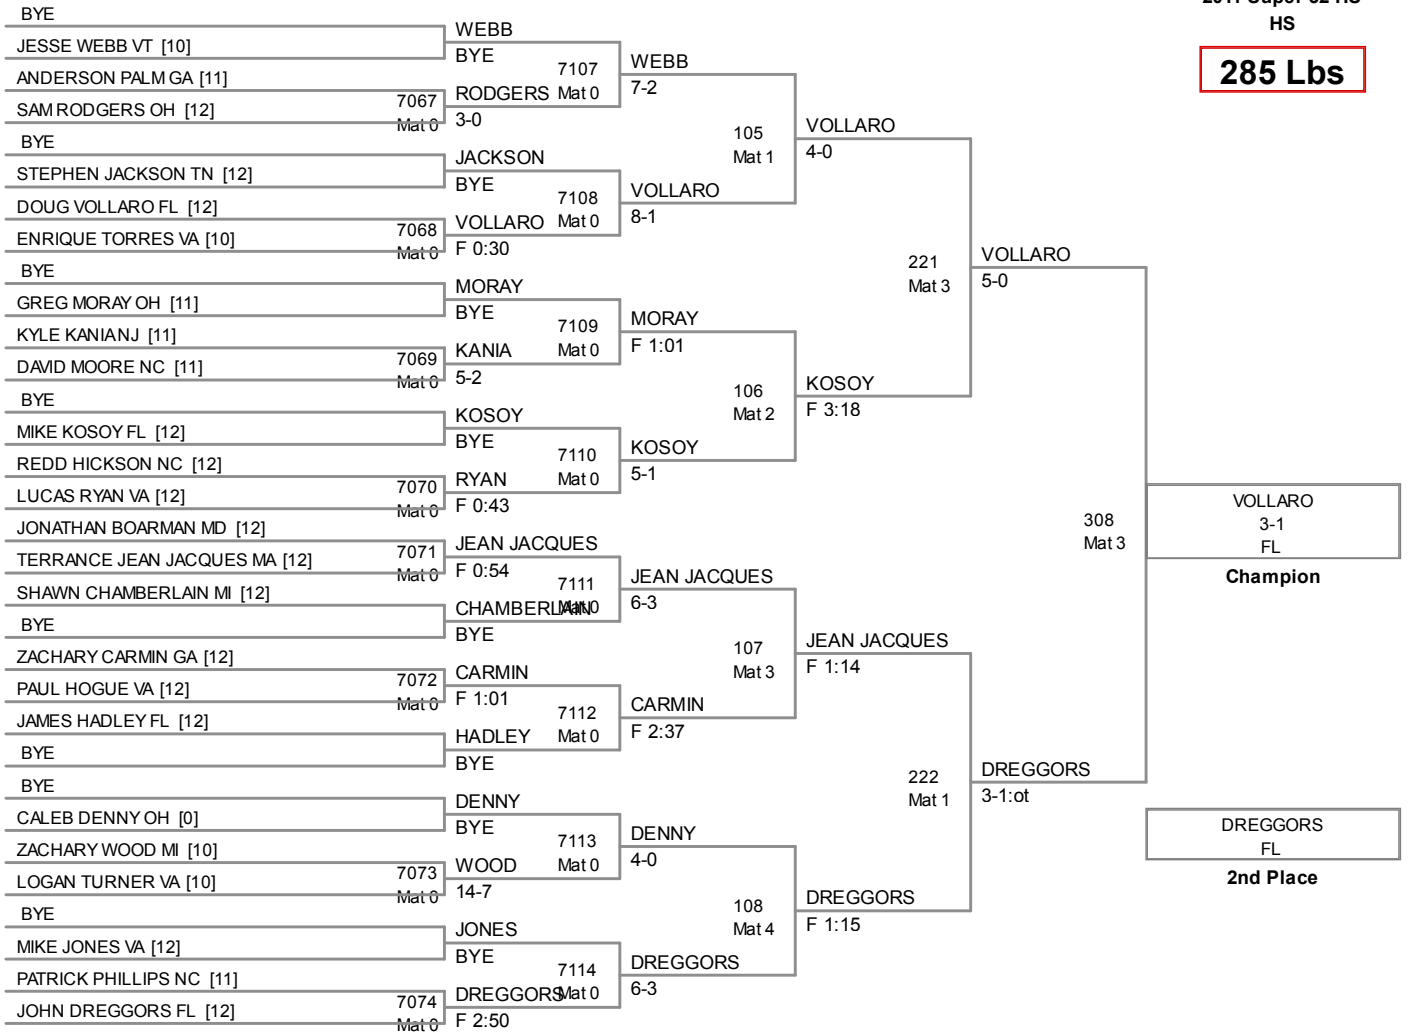 BYE
JESSE WEBB VT [10]
ANDERSON PALM GA [11]
SAM RODGERS OH [12]
BYE
STEPHEN JACKSON TN [12]
DOUG VOLLARO FL [12]
ENRIQUE TORRES VA [10]
BYE
GREG MORAY OH [11]
KYLE KANIA NJ [11]
DAVID MOORE NC [11]
BYE
MIKE KOSOY FL [12]
REDD HICKSON NC [12]
LUCAS RYAN VA [12]
JONATHAN BOARMAN MD [12]
TERRANCE JEAN JACQUES MA [12]
SHAWN CHAMBERLAIN MI [12]
BYE
ZACHARY CARMIN GA [12]
PAUL HOGUE VA [12]
JAMES HADLEY FL [12]
BYE
BYE
CALEB DENNY OH [0]
ZACHARY WOOD MI [10]
LOGAN TURNER VA [10]
BYE
MIKE JONES VA [12]
PATRICK PHILLIPS NC [11]
JOHN DREGGORS FL [12]
7067
Mat 0
7068
Mat 0
7069
Mat 0
7070
Mat 0
7071
Mat 0
7072
Mat 0
7073
Mat 0
7074
Mat 0
WEBB
BYE
RODGERS
3-0
JACKSON
BYE
VOLLARO
F 0:30
MORAY
BYE
KANIA
5-2
KOSOY
BYE
RYAN
F 0:43
JEAN JACQUES
F 0:54
CHAMBERLAIN
BYE
CARMIN
F 1:01
HADLEY
BYE
DENNY
BYE
WOOD
14-7
JONES
BYE
DREGGORS
F 2:50
7107
Mat 0
7108
Mat 0
7109
Mat 0
7110
Mat 0
7111
Mat 0
7112
Mat 0
7113
Mat 0
7114
Mat 0
WEBB
7-2
VOLLARO
8-1
MORAY
F 1:01
KOSOY
5-1
JEAN JACQUES
6-3
CARMIN
F 2:37
DENNY
4-0
DREGGORS
6-3
105
Mat 1
106
Mat 2
107
Mat 3
108
Mat 4
VOLLARO
4-0
KOSOY
F 3:18
JEAN JACQUES
F 1:14
DREGGORS
F 1:15
221
Mat 3
222
Mat 1
VOLLARO
5-0
DREGGORS
3-1:ot
308
Mat 3
HS
285 Lbs
VOLLARO
3-1
FL
Champion
DREGGORS
FL
2nd Place